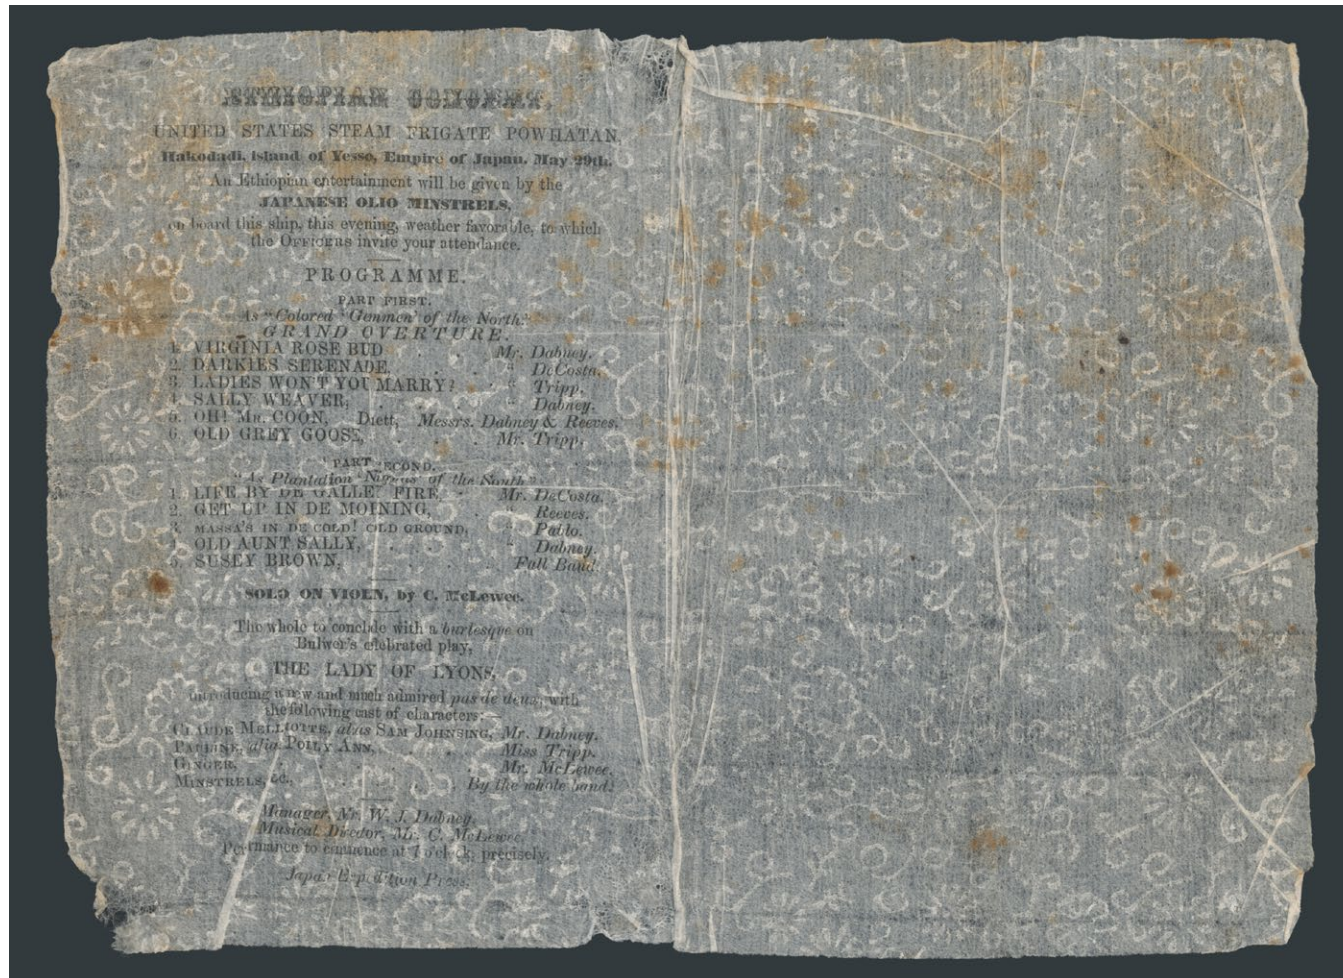 ETHIOPIAN CONCERT,
UNITED STATES STEAM FRIGATE POWHATAN.
Hakodadi, Island of Yesso, Empire of Japan, May 29th.
An Ethiopian entertainment will be given by the
JAPANESE OLIO MINSTRELS,
on board this ship, this evening, weather favorable, to which
the OFFICERS invite your attendance.
PROGRAMME.
PART FIRST.
As "Colored 'Gemmen' of the North."
GRAND OVERTURE.
1. VIRGINIA ROSE BUD . . Mr. Dabney.
2. DARKIES SERENADE, . . " DeCosta.
3. LADIES WON'T YOU MARRY? . " Tripp.
4. SALLY WEAVER, . . " Dabney.
5. OH! MR. COON, Duett, Messrs. Dabney & Reeves.
6. OLD GREY GOOSE, . . . Mr. Tripp.
PART SECOND.
"As Plantation 'Niggas' of the South"
1. LIFE BY DE GALLEY FIRE, . Mr. DeCosta.
2. GET UP IN DE MOINING, . " Reeves.
3. MASSA'S IN DE COLD! OLD GROUND, " Pablo.
4. OLD AUNT SALLY, . . . " Dabney.
5. SUSEY BROWN, . . . . Full Band.
SOLO ON VIOLN, by C. McLewee.
The whole to conclude with a burlesque on
Bulwer's celebrated play,
THE LADY OF LYONS,
introducing a new and much admired pas de deux, with
the following cast of characters:—
CLAUDE MELLIOTTE, alias SAM JOHNSING, Mr. Dabney.
PAULINE, alias POLLY ANN, . . . Miss Tripp.
GINGER, . . . . . . Mr. McLewee.
MINSTRELS, &c., . . . . By the whole band.
Manager, Mr. W. J. Dabney.
Musical Director, Mr. C. McLewee.
Performance to commence at 7 o'clock, precisely.
Japan Expedition Press.